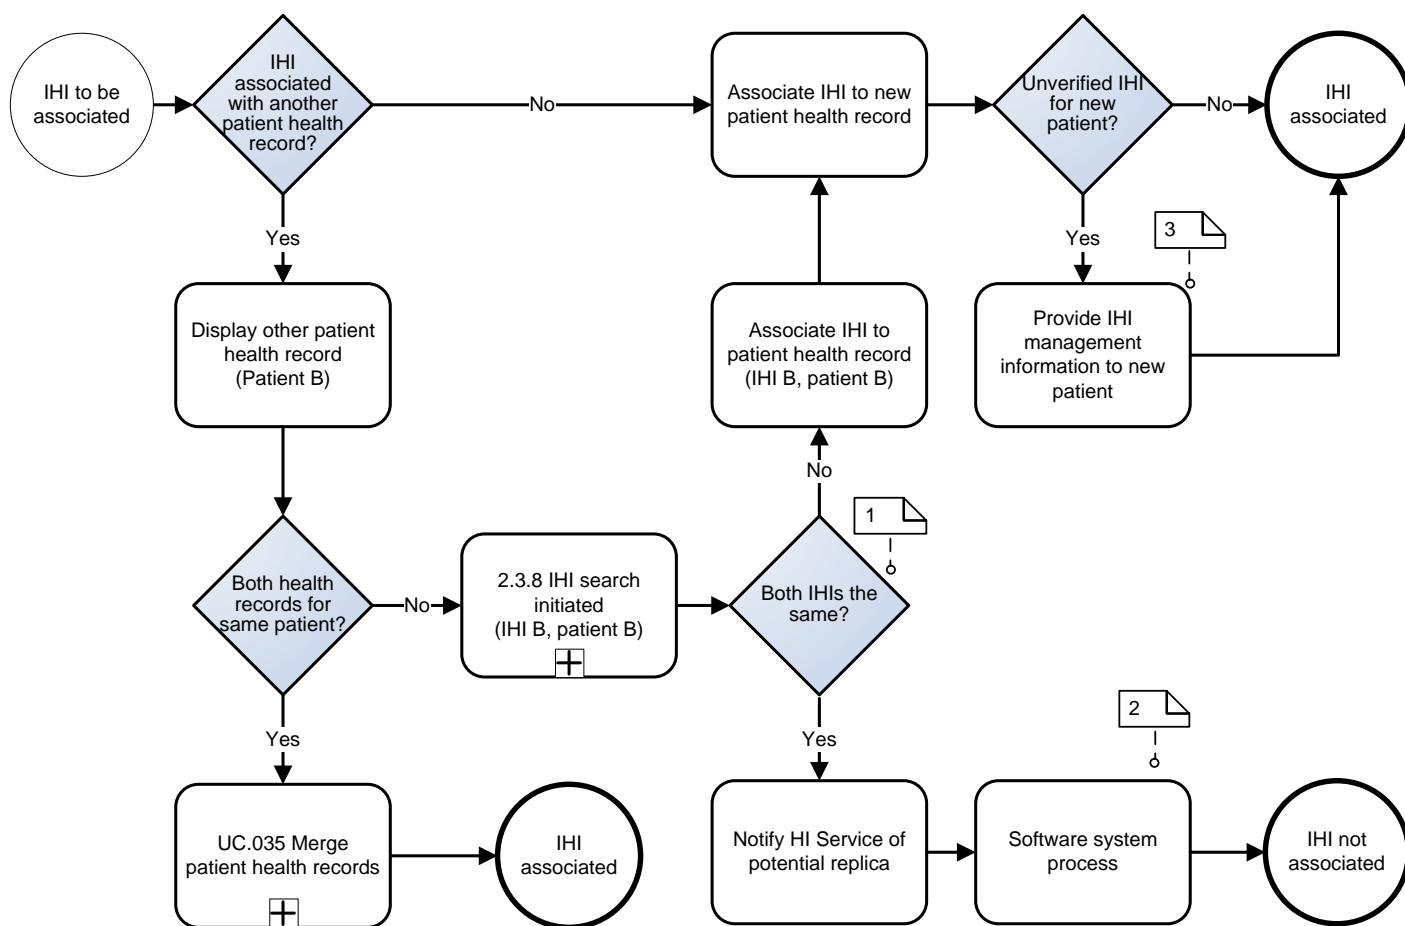 IHI to be
associated
IHI
associated
with another
patient health
record?
No
Associate IHI to new
patient health record
Unverified IHI
for new
patient?
No
IHI
associated
Yes
Yes
3
Display other patient
health record
(Patient B)
Associate IHI to
patient health record
(IHI B, patient B)
Provide IHI
management
information to new
patient
No
1
Both health
records for
same patient?
No
2.3.8 IHI search
initiated
(IHI B, patient B)
Both IHIs the
same?
Yes
Yes
2
UC.035 Merge
patient health records
IHI
associated
Notify HI Service of
potential replica
Software system
process
IHI not
associated